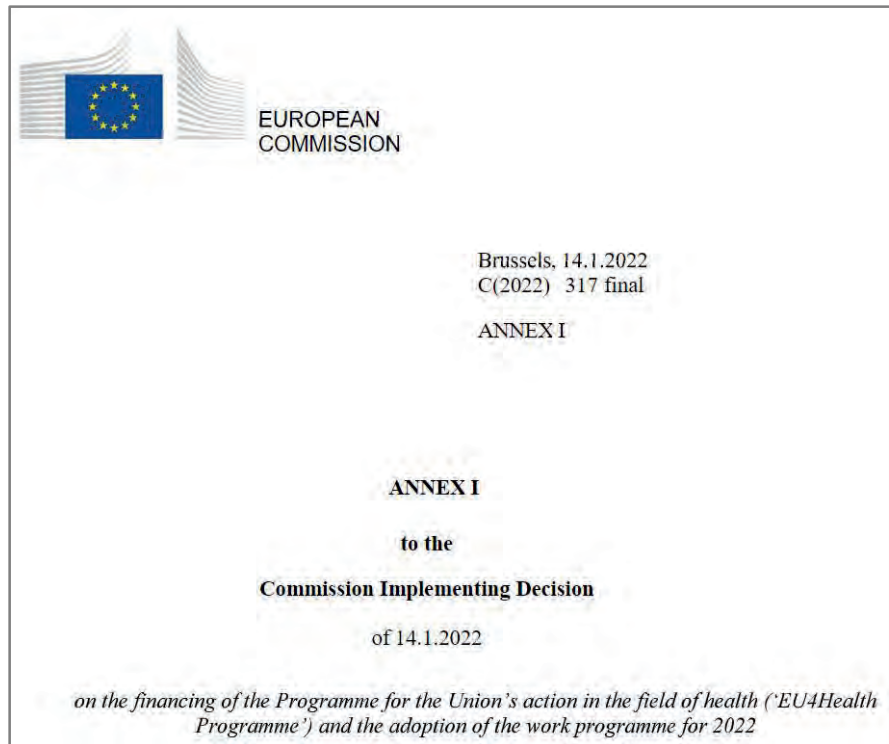 EUROPEAN
COMMISSION
Brussels, 14.1.2022
C(2022) 317 final
ANNEX I
ANNEX I
to the
Commission Implementing Decision
of 14.1.2022
on the financing of the Programme for the Union's action in the field of health ('EU4Health
Programme') and the adoption of the work programme for 2022